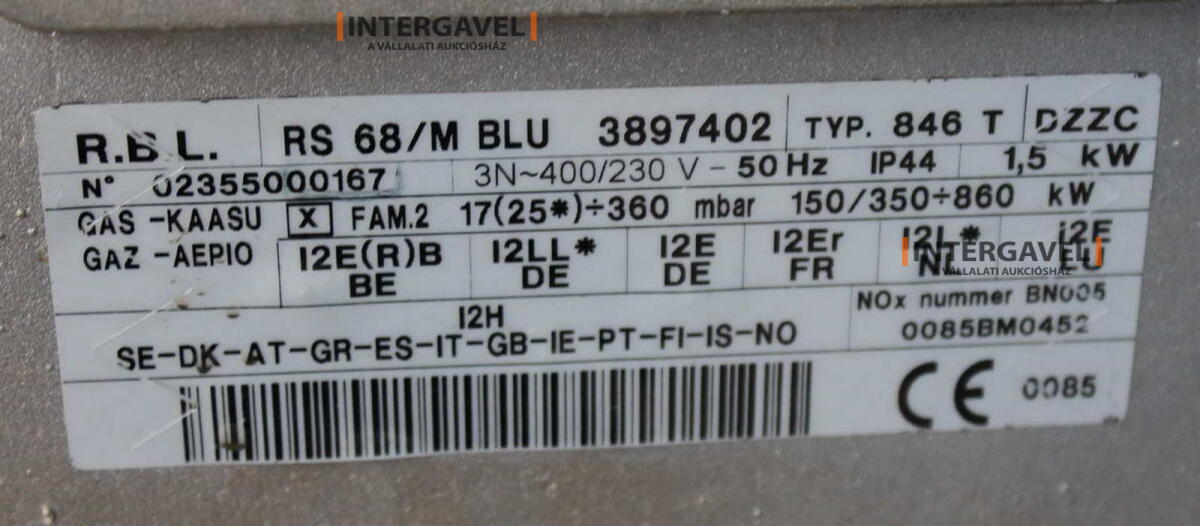 INTERGAVEL
A VÁLLALATI AUKCIÓSHÁZ
R.B.L. RS 68/M BLU 3897402 TYP. 846 T DZZC
N° 02355000167 3N~400/230 V - 50 Hz IP44 1,5 kW
GAS -KAASU X FAM.2 17(25*)÷360 mbar 150/350÷860 kW
GAZ -AEPIO I2E(R)B I2LL* I2E I2Er I2L* I2E
BE DE DE FR NL LU
I2H NOx nummer BN005
SE-DK-AT-GR-ES-IT-GB-IE-PT-FI-IS-NO 0085BM0452
CE 0085
INTERGAVEL
A VÁLLALATI AUKCIÓSHÁZ